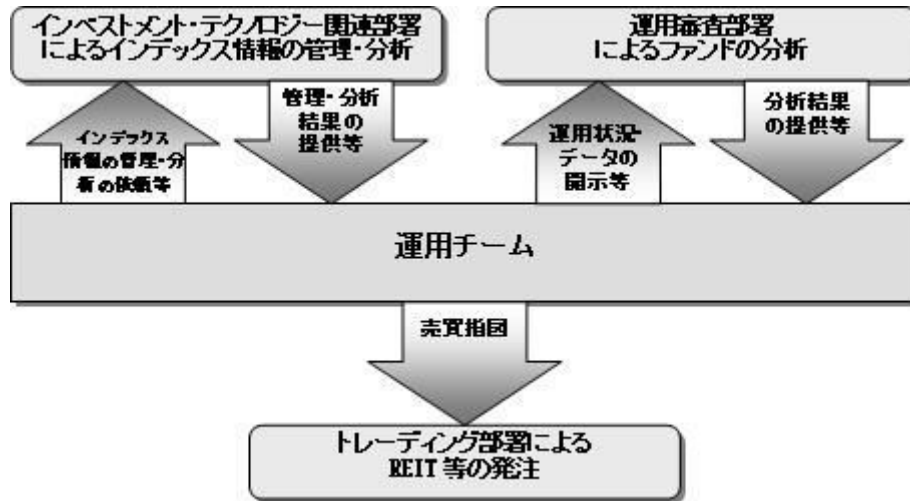 インベストメント・テクノロジー関連部署
によるインデックス情報の管理・分析
運用審査部署
によるファンドの分析
インデックス
情報の管理・分
析の依頼等
管理・分析
結果の
提供等
運用状況・
データの
開示等
分析結果
の提供等
運用チーム
売買指図
トレーディング部署による
REIT等の発注